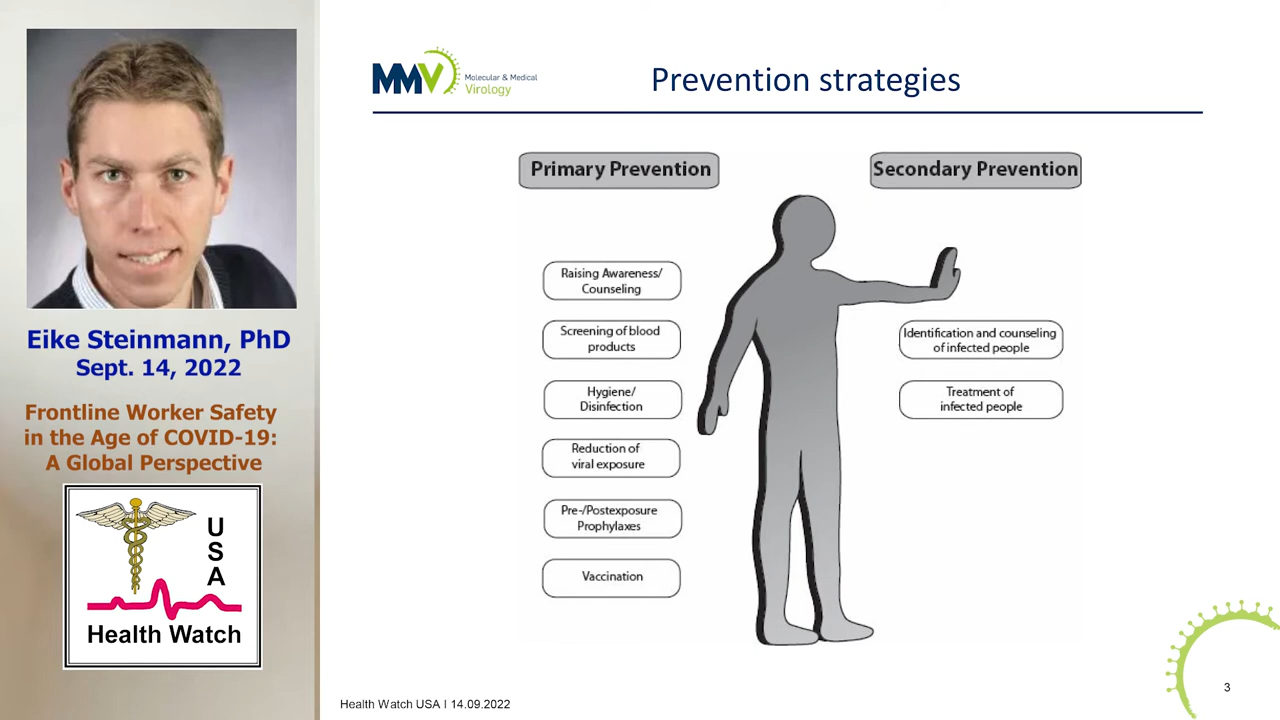 Eike Steinmann, PhD
Sept. 14, 2022
Frontline Worker Safety
in the Age of COVID-19:
A Global Perspective
U
S
A
Health Watch
MMV Molecular & Medical
Virology
Prevention strategies
Primary Prevention
Raising Awareness/
Counseling
Screening of blood
products
Hygiene/
Disinfection
Reduction of
viral exposure
Pre-/Postexposure
Prophylaxes
Vaccination
Secondary Prevention
Identification and counseling
of infected people
Treatment of
infected people
Health Watch USA I 14.09.2022
3